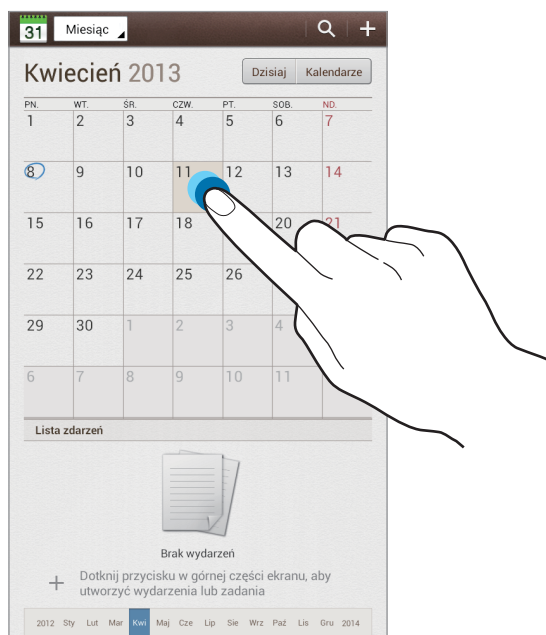 31 Miesiąc
Kwiecień 2013 Dzisiaj Kalendarze
PN. WT. ŚR. CZW. PT. SOB. ND.
1 2 3 4 5 6 7
8 9 10 11 12 13 14
15 16 17 18 20 21
22 23 24 25 26
29 30 1 2 3 4
6 7 8 9 10 11
Lista zdarzeń
Brak wydarzeń
Dotknij przycisku w górnej części ekranu, aby
utworzyć wydarzenia lub zadania
2012 Sty Lut Mar Kwi Maj Cze Lip Sie Wrz Paź Lis Gru 2014